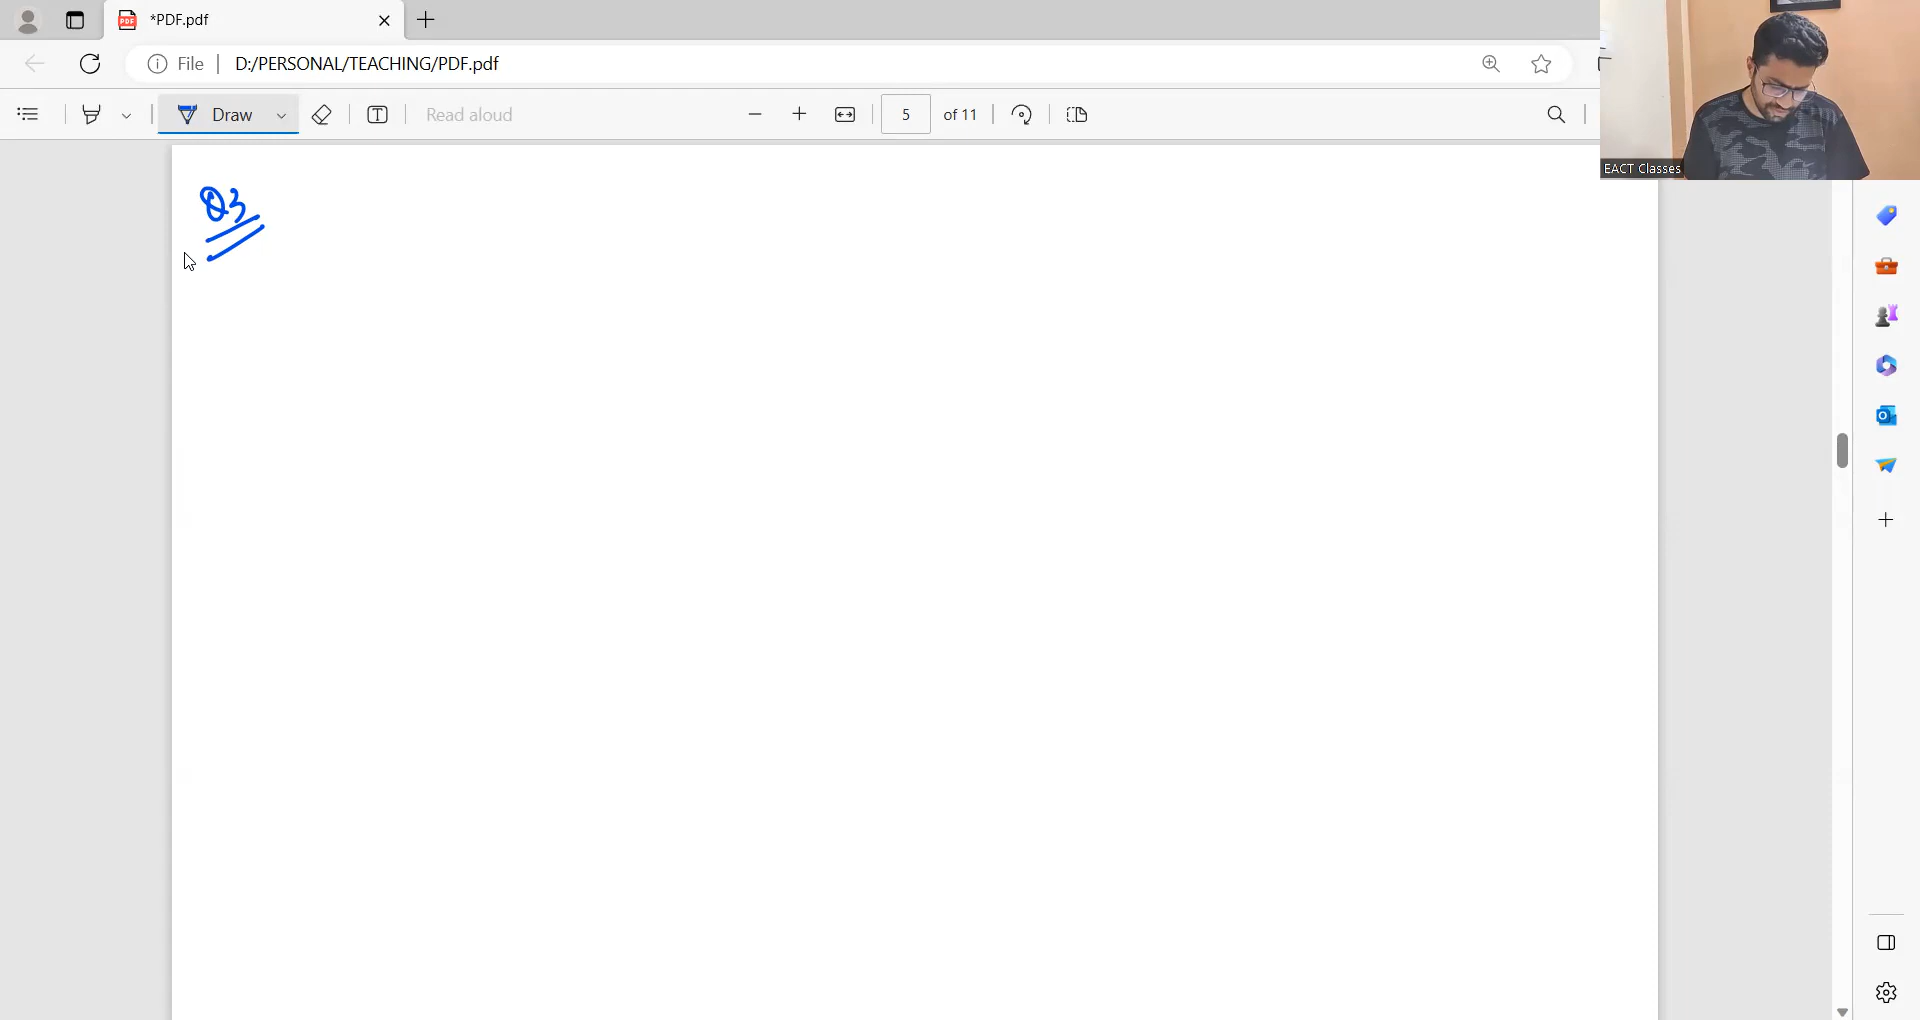 *PDF.pdf
File D:/PERSONAL/TEACHING/PDF.pdf
Draw Read aloud 5 of 11
EACT Classes
Q3